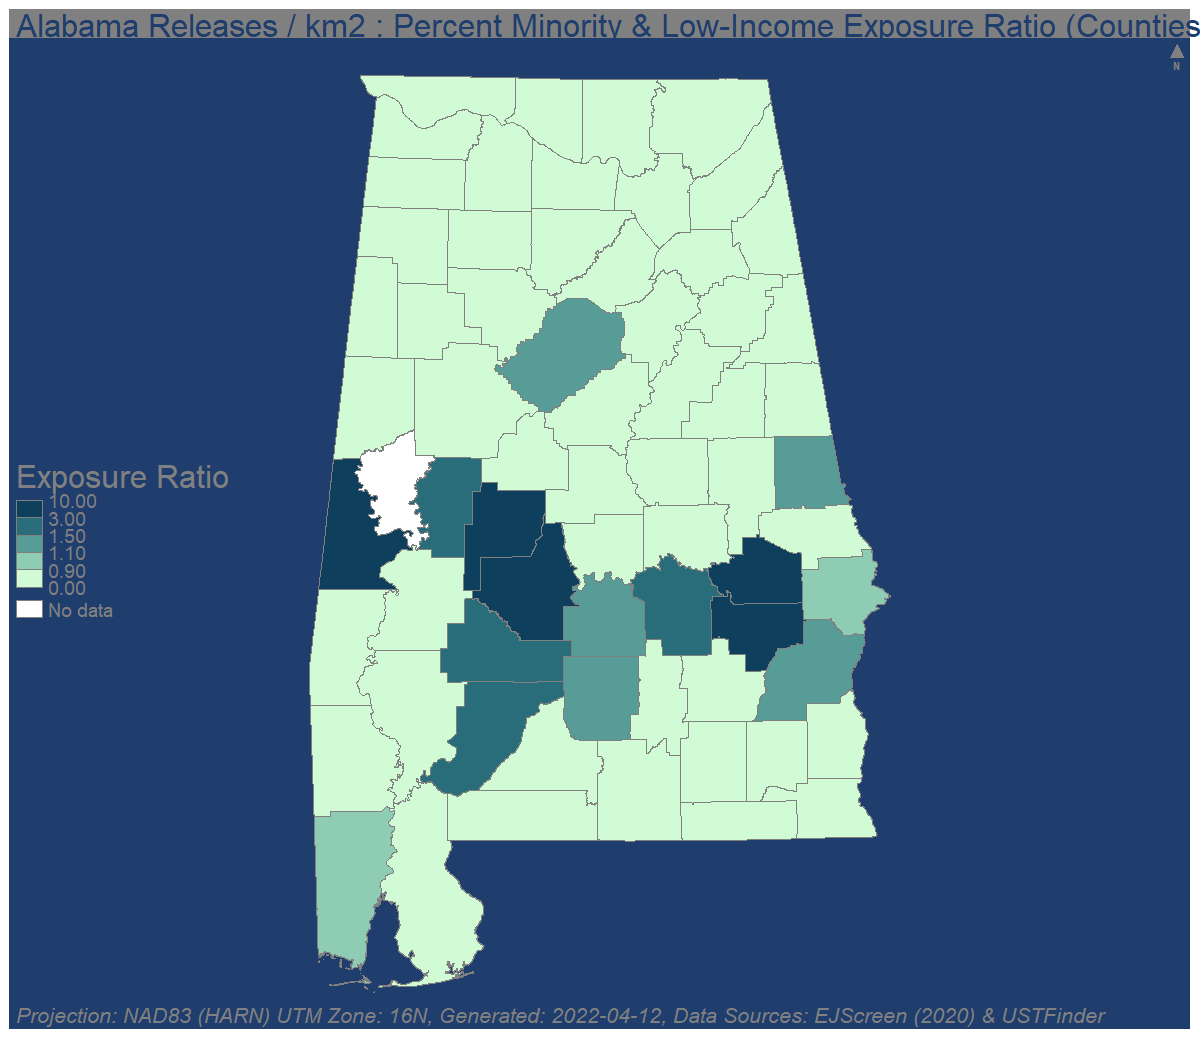 Alabama Releases / km2 : Percent Minority & Low-Income Exposure Ratio (Counties
N
Exposure Ratio
10.00
3.00
1.50
1.10
0.90
0.00
No data
Projection: NAD83 (HARN) UTM Zone: 16N, Generated: 2022-04-12, Data Sources: EJScreen (2020) & USTFinder